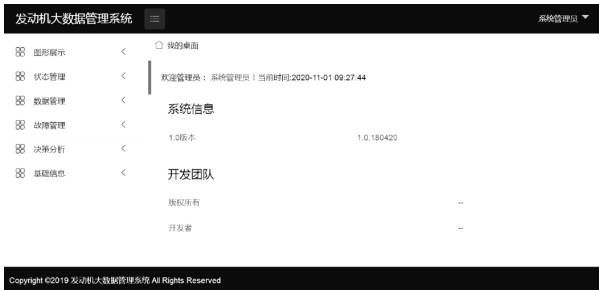 发动机大数据管理系统
系统管理员
图形展示
状态管理
数据管理
故障管理
决策分析
基础信息
我的桌面
欢迎管理员：系统管理员！当前时间:2020-11-01 09:27:44
系统信息
1.0版本 1.0.180420
开发团队
版权所有 --
开发者 --
Copyright ©2019 发动机大数据管理系统 All Rights Reserved